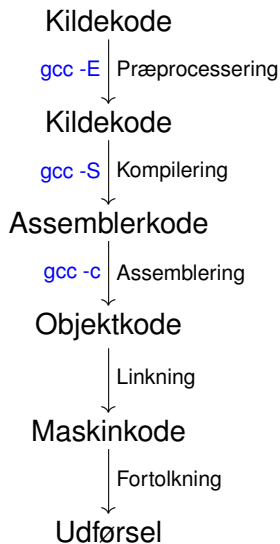 Kildekode
gcc -E Præprocessering
Kildekode
gcc -S Kompilering
Assemblerkode
gcc -c Assemblering
Objektkode
Linkning
Maskinkode
Fortolkning
Udførsel